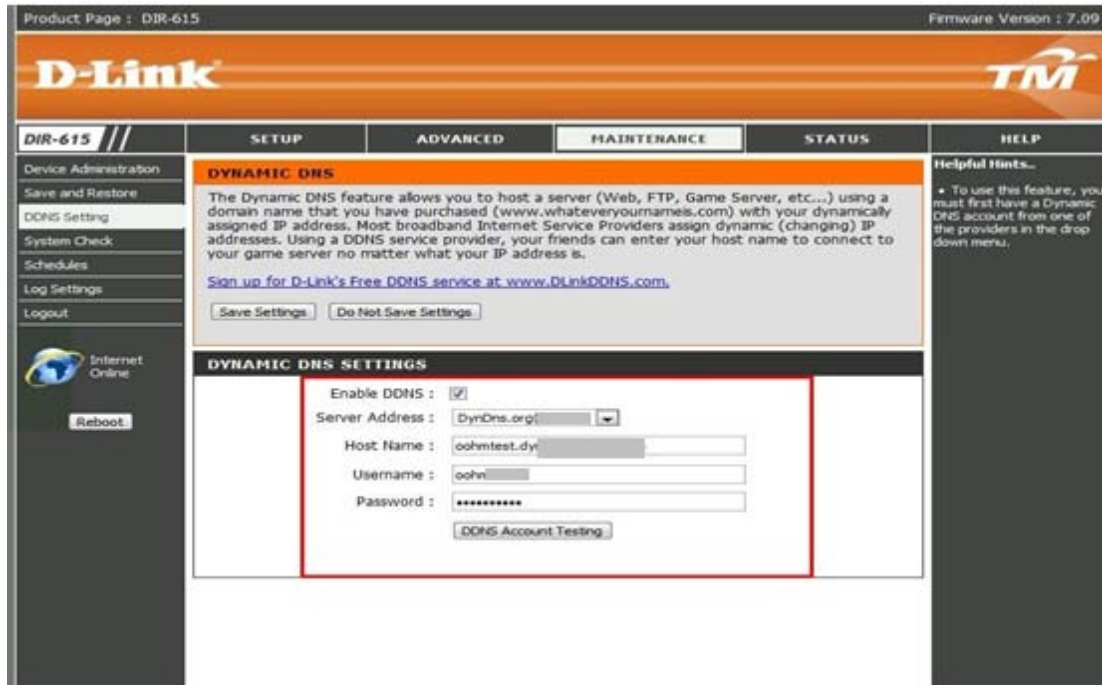 Product Page : DIR-615
Firmware Version : 7.09
D-Link
TM
DIR-615
SETUP
ADVANCED
MAINTENANCE
STATUS
HELP
Device Administration
Save and Restore
DDNS Setting
System Check
Schedules
Log Settings
Logout
Internet
Online
Reboot
DYNAMIC DNS
The Dynamic DNS feature allows you to host a server (Web, FTP, Game Server, etc...) using a
domain name that you have purchased (www.whateveryournameis.com) with your dynamically
assigned IP address. Most broadband Internet Service Providers assign dynamic (changing) IP
addresses. Using a DDNS service provider, your friends can enter your host name to connect to
your game server no matter what your IP address is.
Sign up for D-Link's Free DDNS service at www.DLinkDDNS.com.
Save Settings
Do Not Save Settings
DYNAMIC DNS SETTINGS
Enable DDNS :
Server Address : DynDns.org(
Host Name : oohmtest.dy
Username :
Password : ••••••••••
DDNS Account Testing
Helpful Hints..
• To use this feature, you
must first have a Dynamic
DNS account from one of
the providers in the drop
down menu.